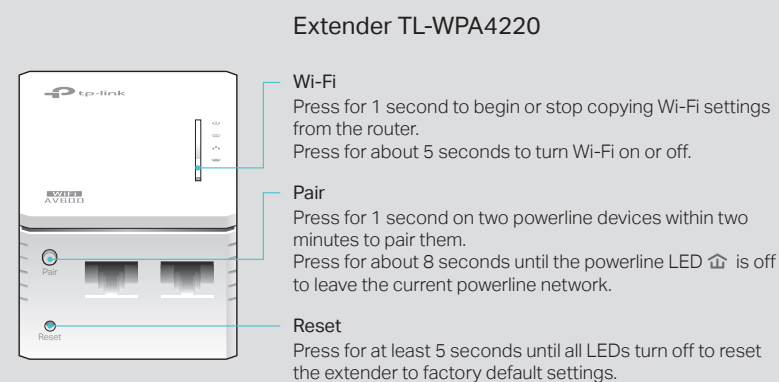 Extender TL-WPA4220
tp-link
WiFi
AV600
Pair
Reset
Wi-Fi
Press for 1 second to begin or stop copying Wi-Fi settings
from the router.
Press for about 5 seconds to turn Wi-Fi on or off.
Pair
Press for 1 second on two powerline devices within two
minutes to pair them.
Press for about 8 seconds until the powerline LED is off
to leave the current powerline network.
Reset
Press for at least 5 seconds until all LEDs turn off to reset
the extender to factory default settings.